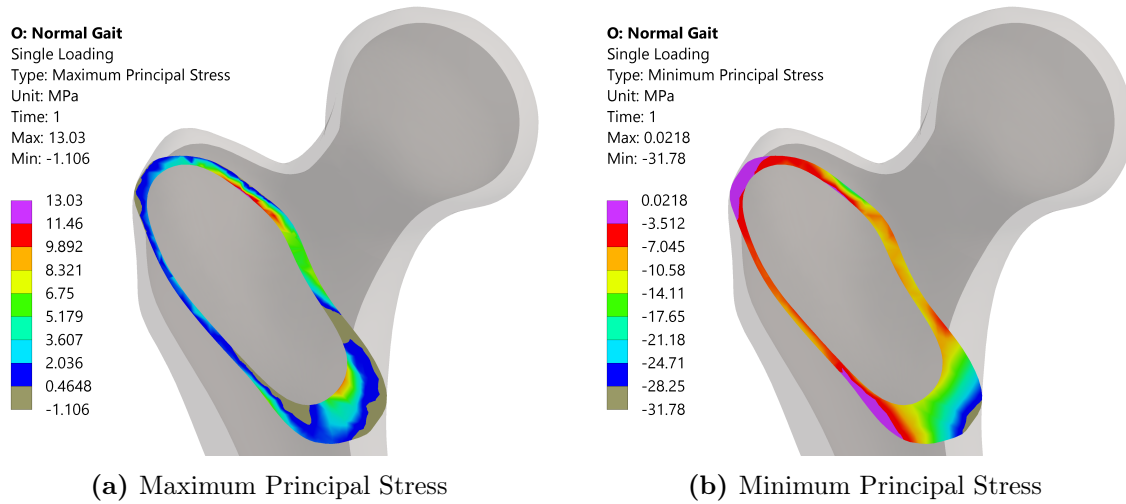 O: Normal Gait
Single Loading
Type: Maximum Principal Stress
Unit: MPa
Time: 1
Max: 13.03
Min: -1.106
13.03
11.46
9.892
8.321
6.75
5.179
3.607
2.036
0.4648
-1.106
(a) Maximum Principal Stress
O: Normal Gait
Single Loading
Type: Minimum Principal Stress
Unit: MPa
Time: 1
Max: 0.0218
Min: -31.78
0.0218
-3.512
-7.045
-10.58
-14.11
-17.65
-21.18
-24.71
-28.25
-31.78
(b) Minimum Principal Stress